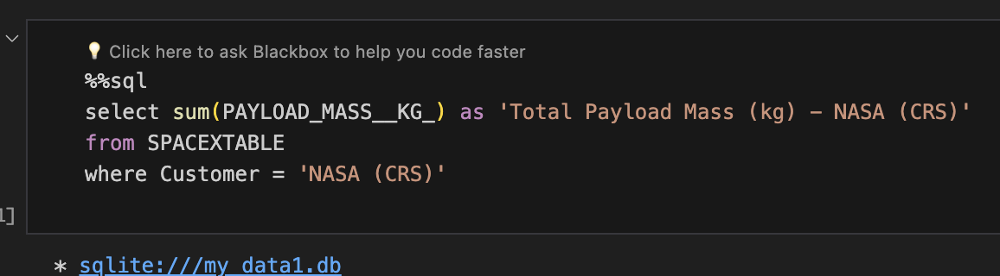 💡 Click here to ask Blackbox to help you code faster
%%sql
select sum(PAYLOAD_MASS__KG_) as 'Total Payload Mass (kg) - NASA (CRS)'
from SPACEXTABLE
where Customer = 'NASA (CRS)'
1]
* sqlite:///my_data1.db